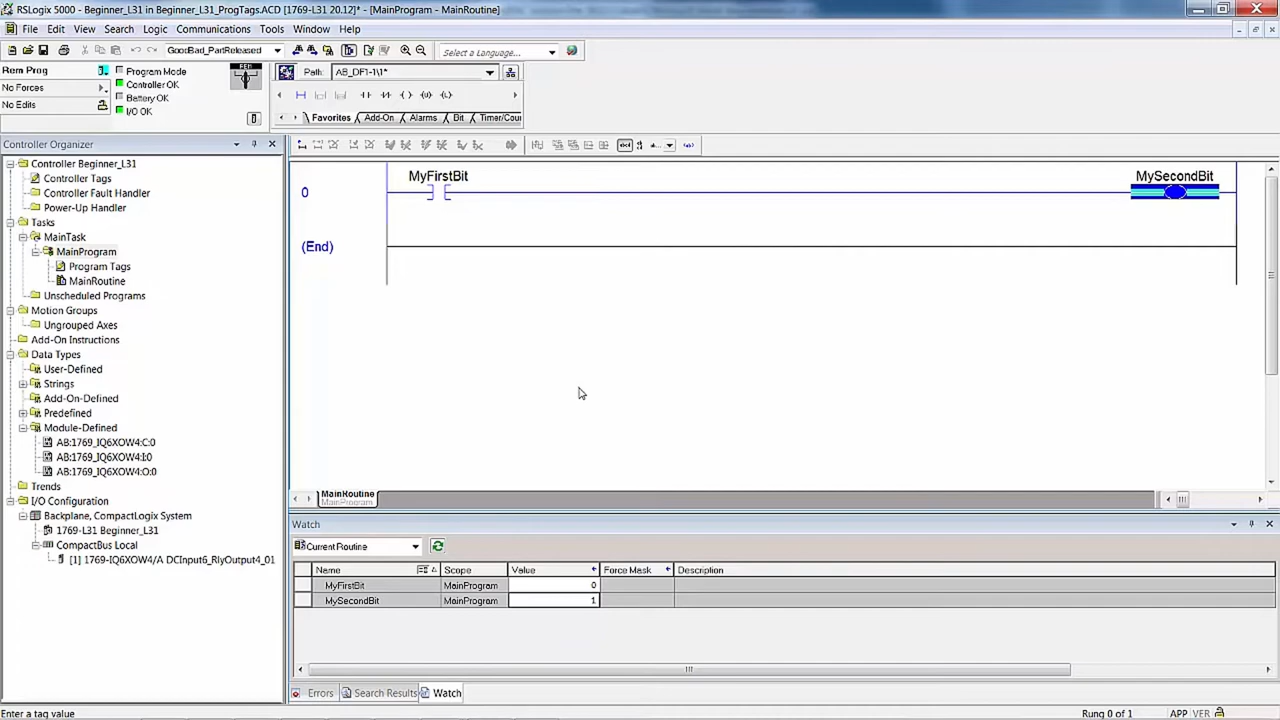 RSLogix 5000 - Beginner_L31 in Beginner_L31_ProgTags.ACD [1769-L31 20.12]* - [MainProgram - MainRoutine]
File Edit View Search Logic Communications Tools Window Help
GoodBad_PartReleased
Select a Language...
Rem Prog
Program Mode
No Forces
Controller OK
Battery OK
No Edits
I/O OK
REM
Path: AB_DF1-1\1*
Favorites Add-On Alarms Bit Timer/Cou
Controller Organizer
Controller Beginner_L31
Controller Tags
Controller Fault Handler
Power-Up Handler
Tasks
MainTask
MainProgram
Program Tags
MainRoutine
Unscheduled Programs
Motion Groups
Ungrouped Axes
Add-On Instructions
Data Types
User-Defined
Strings
Add-On-Defined
Predefined
Module-Defined
AB:1769_IQ6XOW4:C:0
AB:1769_IQ6XOW4:I:0
AB:1769_IQ6XOW4:O:0
Trends
I/O Configuration
Backplane, CompactLogix System
1769-L31 Beginner_L31
CompactBus Local
[1] 1769-IQ6XOW4/A DCInput6_RlyOutput4_01
MyFirstBit
MySecondBit
0
(End)
MainRoutine
MainProgram
Watch
Current Routine
Name Scope Value Force Mask Description
MyFirstBit MainProgram 0
MySecondBit MainProgram 1
Errors Search Results Watch
Enter a tag value
Rung 0 of 1 APP VER